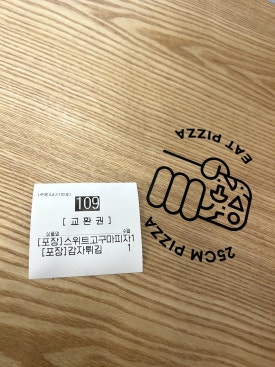 109
[ 교 환 권 ]
상품명 수량
[포장]스위트고구마피자1
[포장]감자튀김 1
EAT PIZZA
25CM PIZZA